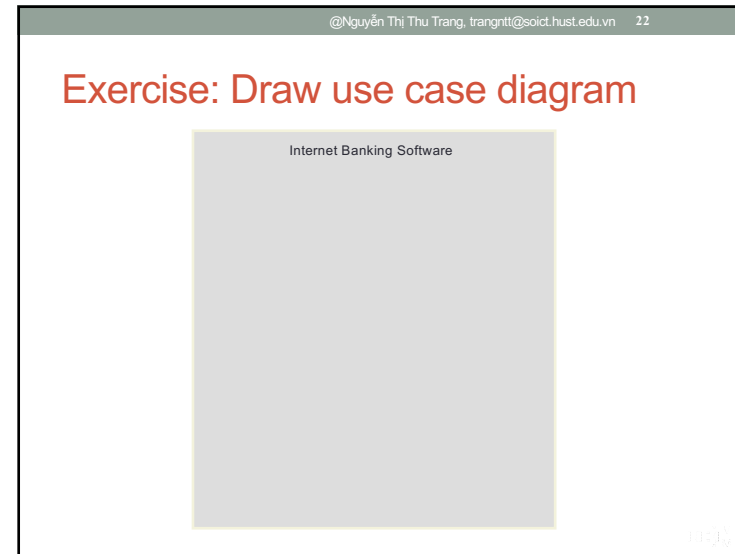 @Nguyễn Thị Thu Trang, trangntt@soict.hust.edu.vn 22
Exercise: Draw use case diagram
Internet Banking Software